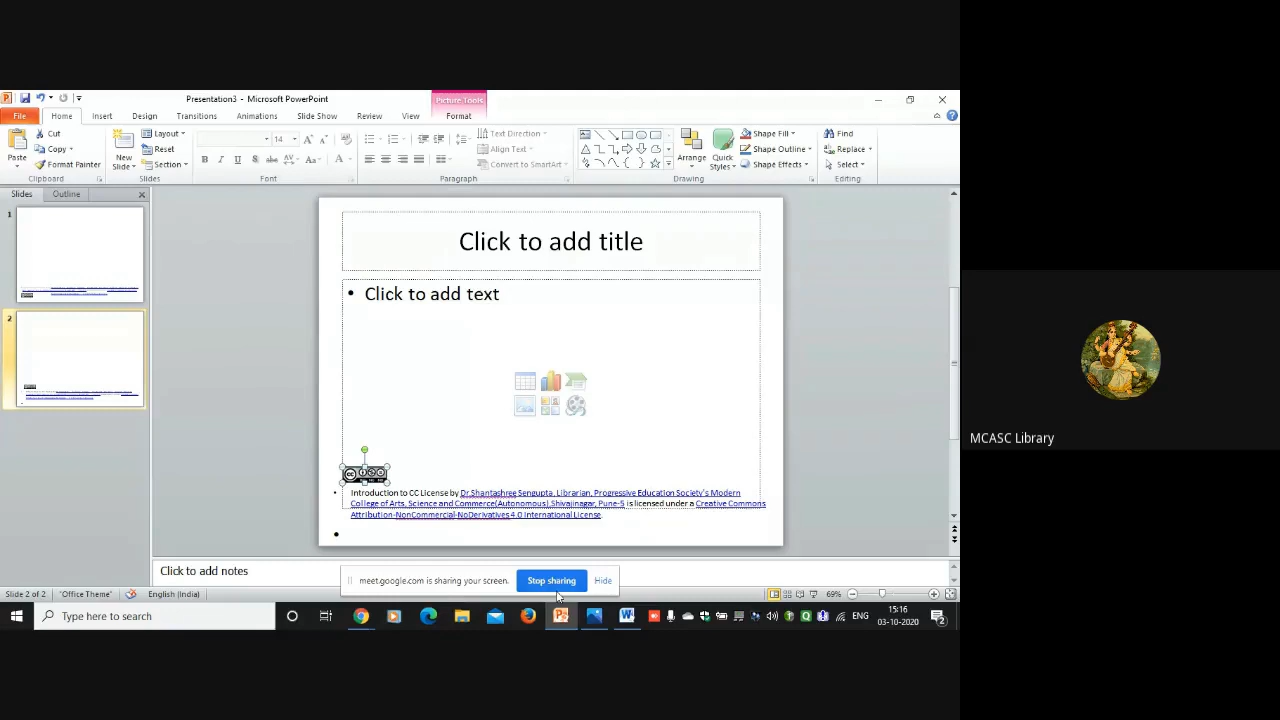 Presentation3 - Microsoft PowerPoint
Picture Tools
File Home Insert Design Transitions Animations Slide Show Review View Format
Paste
Cut
Copy
Format Painter
Clipboard
New Slide
Layout
Reset
Section
Slides
14
Font
Text Direction
Align Text
Convert to SmartArt
Paragraph
Arrange
Quick Styles
Shape Fill
Shape Outline
Shape Effects
Drawing
Find
Replace
Select
Editing
Slides Outline
1
2
Click to add title
• Click to add text
• Introduction to CC License by Dr.Shantashree Sengupta, Librarian, Progressive Education Society's Modern
College of Arts, Science and Commerce(Autonomous),Shivajinagar, Pune-5 is licensed under a Creative Commons
Attribution-NonCommercial-NoDerivatives 4.0 International License.
Click to add notes
meet.google.com is sharing your screen. Stop sharing Hide
Slide 2 of 2 "Office Theme" English (India) 69%
Type here to search
ENG
15:16
03-10-2020
2
MCASC Library